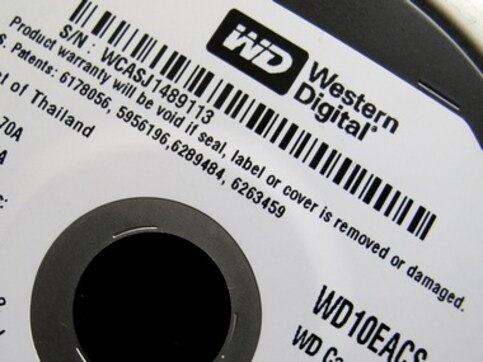 WD Western
Digital®
S/N: WCASJ1489113
Product warranty will be void if seal, label or cover is removed or damaged.
S. Patents: 6178056, 5956196,6289484, 6263459
t of Thailand
70A
A
WD10EACS
WD G